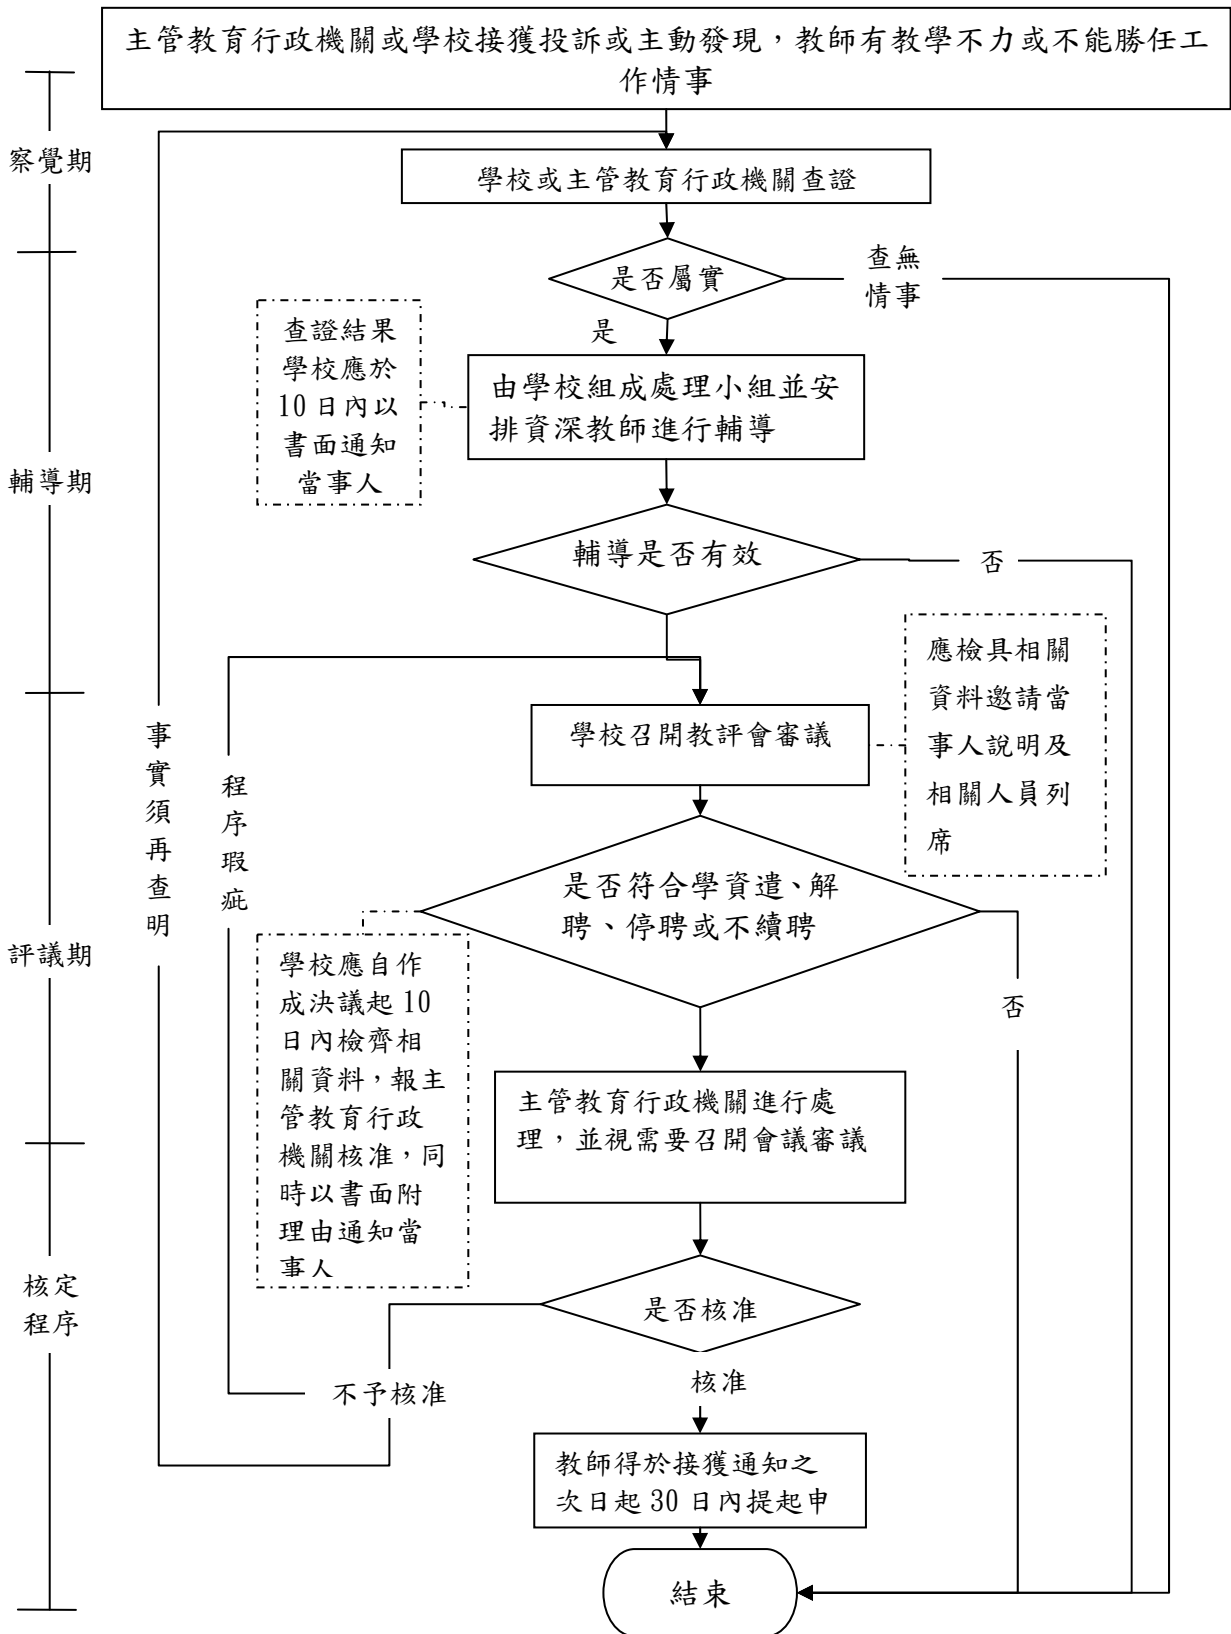 主管教育行政機關或學校接獲投訴或主動發現，教師有教學不力或不能勝任工
作情事
察覺期
學校或主管教育行政機關查證
是否屬實
查無
情事
是
查證結果
學校應於
10 日內以
書面通知
當事人
由學校組成處理小組並安
排資深教師進行輔導
輔導期
輔導是否有效
否
應檢具相關
資料邀請當
事人說明及
相關人員列
席
學校召開教評會審議
事
實
須
再
查
明
程
序
瑕
疵
是否符合學資遣、解
聘、停聘或不續聘
評議期
學校應自作
成決議起 10
日內檢齊相
關資料，報主
管教育行政
機關核准，同
時以書面附
理由通知當
事人
否
主管教育行政機關進行處
理，並視需要召開會議審議
核定
程序
是否核准
不予核准
核准
教師得於接獲通知之
次日起 30 日內提起申
結束